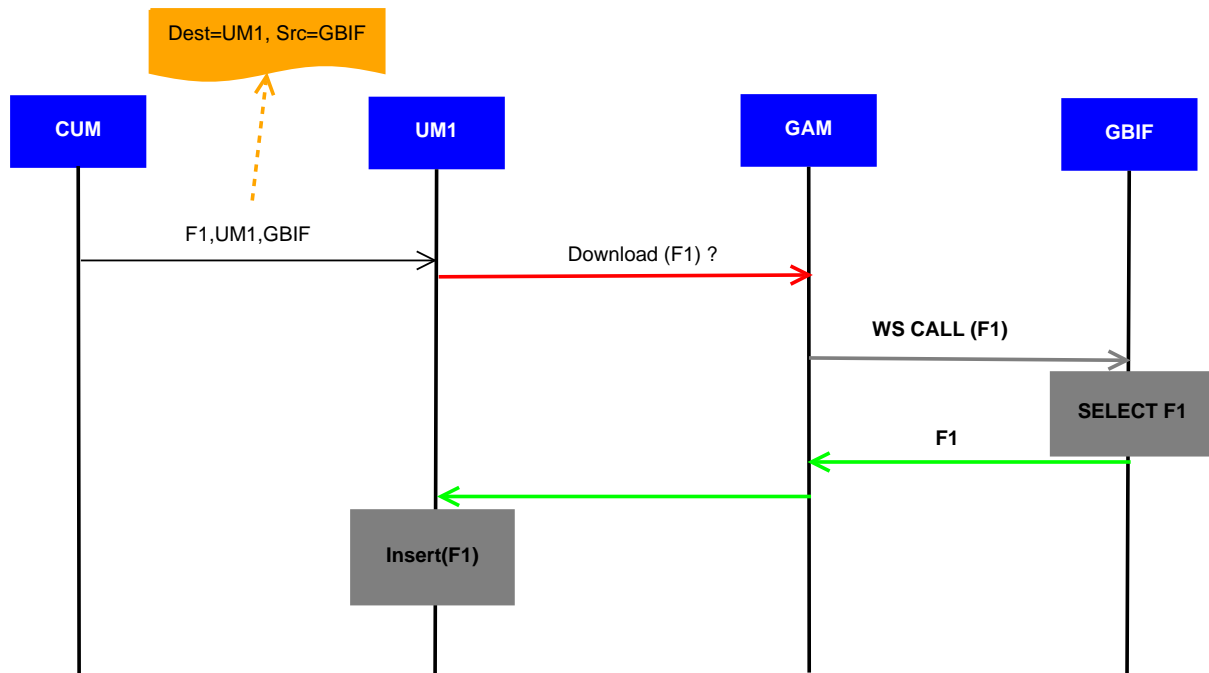 Dest=UM1, Src=GBIF
CUM
UM1
GAM
GBIF
F1,UM1,GBIF
Download (F1) ?
WS CALL (F1)
SELECT F1
F1
Insert(F1)